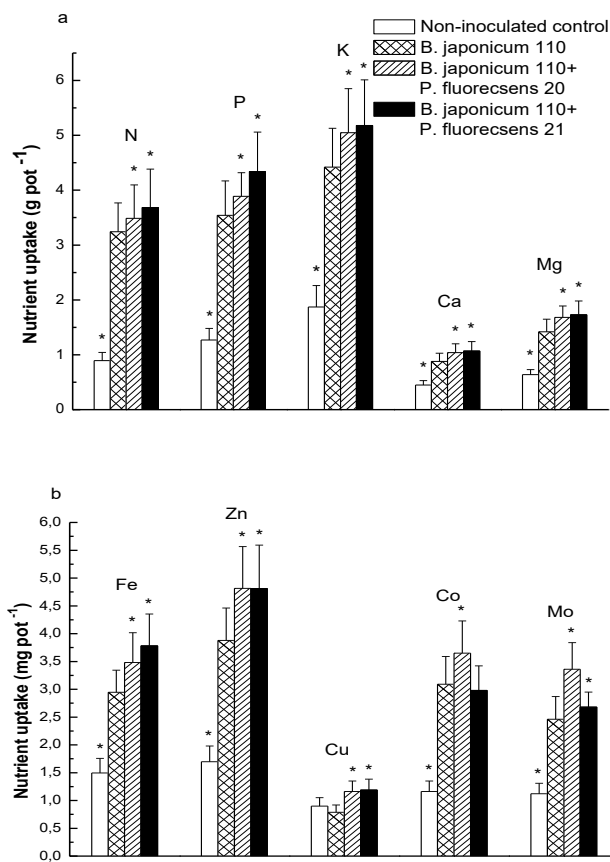 a
Non-inoculated control
B. japonicum 110
B. japonicum 110+
P. fluorecsens 20
B. japonicum 110+
P. fluorecsens 21
Nutrient uptake (g pot -1)
6
5
4
3
2
1
0
N
* * *
P
* * *
K
* * *
Ca
* * *
Mg
* * *
b
Nutrient uptake (mg pot -1)
6,0
5,5
5,0
4,5
4,0
3,5
3,0
2,5
2,0
1,5
1,0
0,5
0,0
Fe
* * *
Zn
* * *
Cu
* *
Co
* *
Mo
* * *